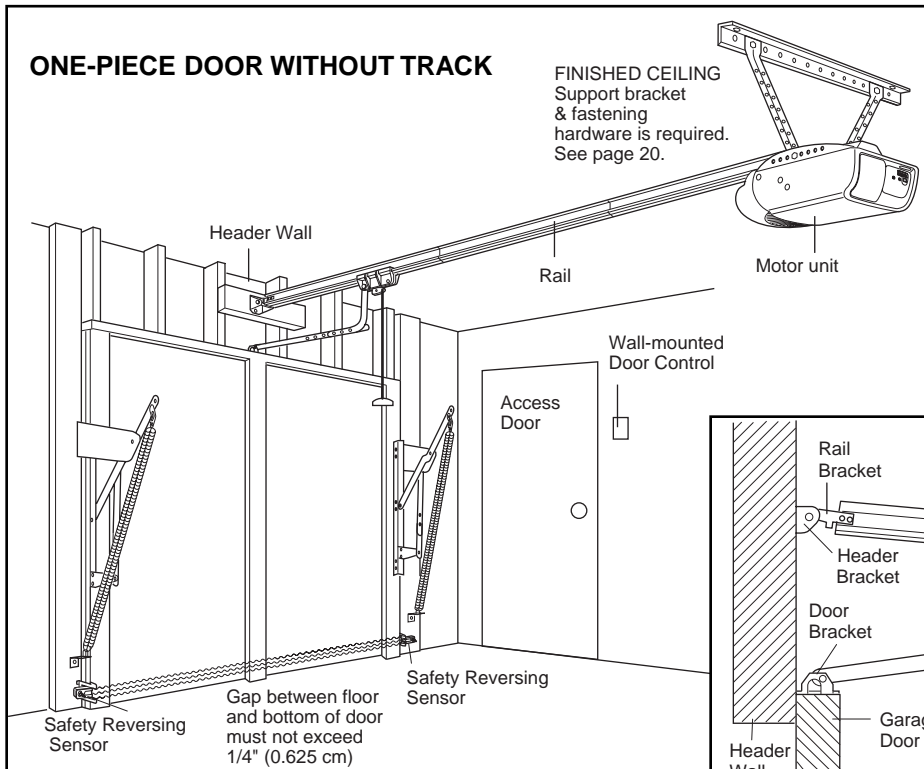 ONE-PIECE DOOR WITHOUT TRACK
FINISHED CEILING
Support bracket
& fastening
hardware is required.
See page 20.
Header Wall
Rail
Motor unit
Wall-mounted
Door Control
Access
Door
Rail
Bracket
Header
Bracket
Door
Bracket
Safety Reversing
Sensor
Gap between floor
and bottom of door
must not exceed
1/4" (0.625 cm)
Safety Reversing
Sensor
Door
Header